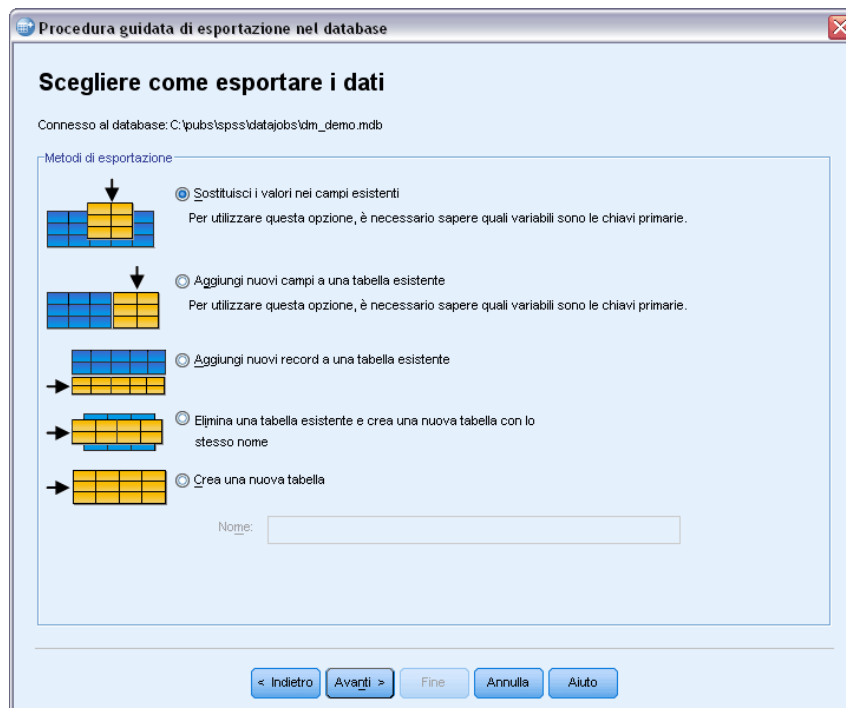 Procedura guidata di esportazione nel database
Scegliere come esportare i dati
Connesso al database: C:\pubs\spss\datajobs\dm_demo.mdb
Metodi di esportazione
Sostituisci i valori nei campi esistenti
Per utilizzare questa opzione, è necessario sapere quali variabili sono le chiavi primarie.
Aggiungi nuovi campi a una tabella esistente
Per utilizzare questa opzione, è necessario sapere quali variabili sono le chiavi primarie.
Aggiungi nuovi record a una tabella esistente
Elimina una tabella esistente e crea una nuova tabella con lo
stesso nome
Crea una nuova tabella
Nome:
< Indietro Avanti > Fine Annulla Aiuto